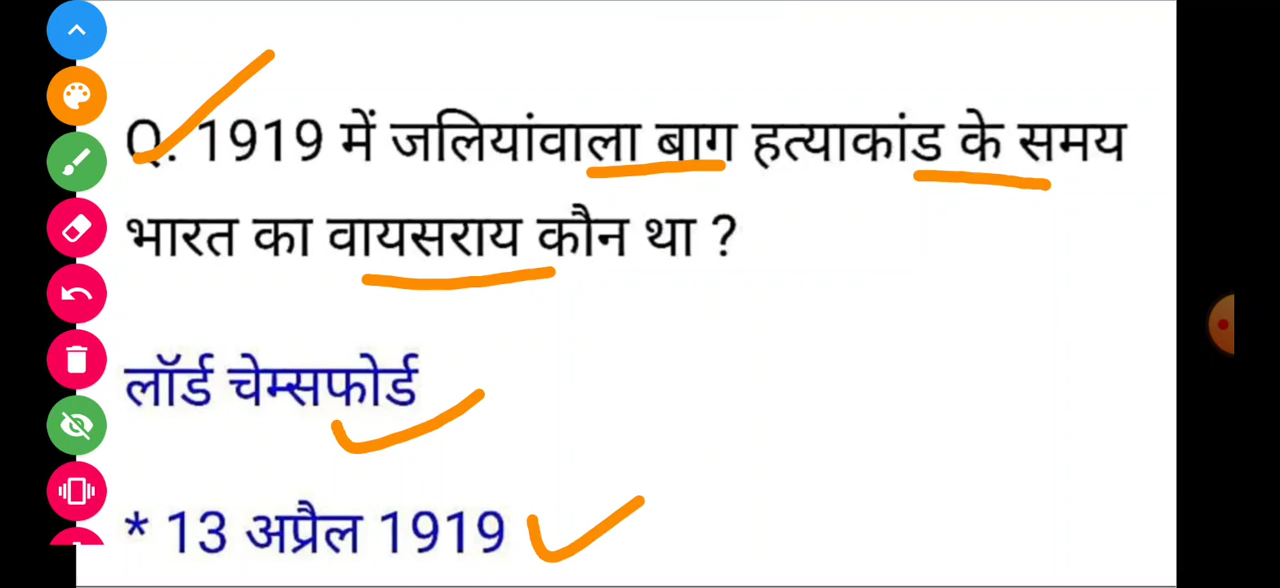 Q. 1919 में जलियांवाला बाग हत्याकांड के समय
भारत का वायसराय कौन था ?
लॉर्ड चेम्सफोर्ड
* 13 अप्रैल 1919